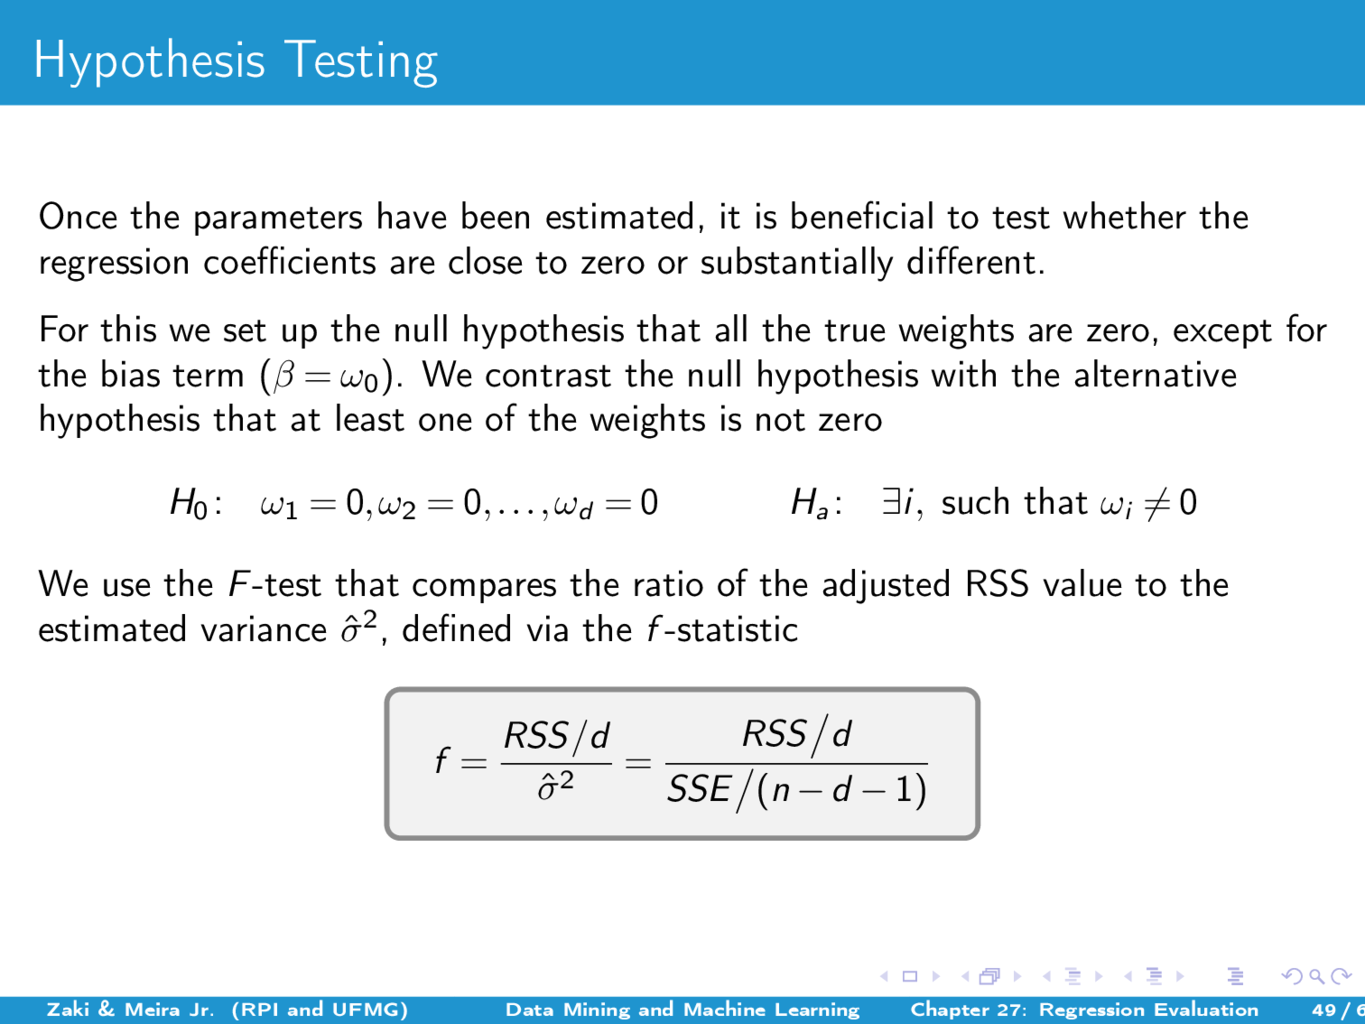 Hypothesis Testing
Once the parameters have been estimated, it is beneficial to test whether the
regression coefficients are close to zero or substantially different.
For this we set up the null hypothesis that all the true weights are zero, except for
the bias term (β = ω₀). We contrast the null hypothesis with the alternative
hypothesis that at least one of the weights is not zero
H₀: ω₁ = 0, ω₂ = 0, ..., ω_d = 0 Hₐ: ∃i, such that ω_i ≠ 0
We use the F-test that compares the ratio of the adjusted RSS value to the
estimated variance σ̂², defined via the f-statistic
f = (RSS/d) / σ̂² = (RSS/d) / (SSE/(n − d − 1))
Zaki & Meira Jr. (RPI and UFMG) Data Mining and Machine Learning Chapter 27: Regression Evaluation 49 /